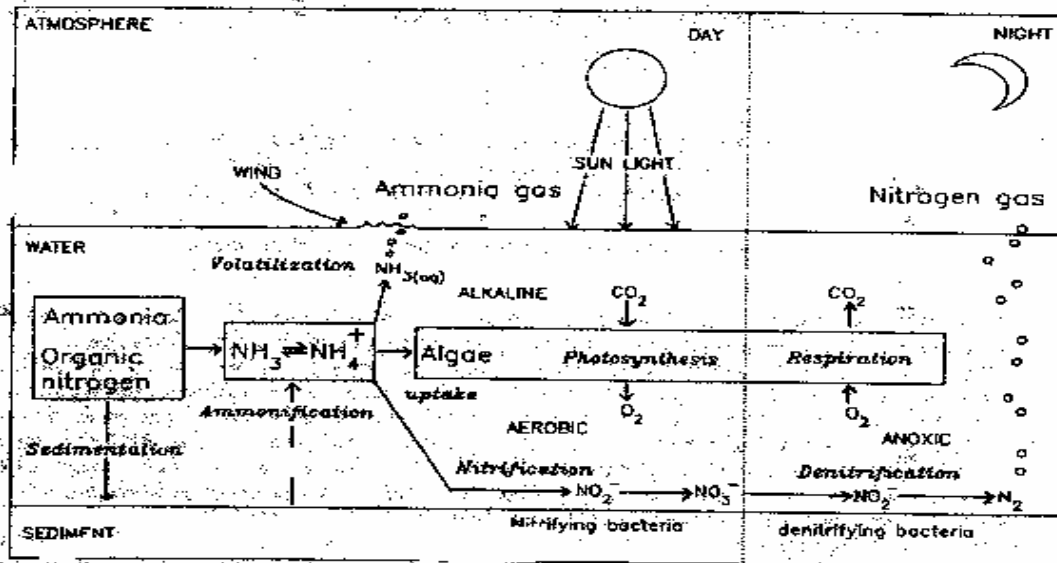 ATMOSPHERE
DAY
NIGHT
SUN LIGHT
WIND
Ammonia gas
Nitrogen gas
WATER
Volatilization
NH3(aq)
ALKALINE
CO2
CO2
Ammonia
Organic
nitrogen
NH3 ⇌ NH4+
Algae
Photosynthesis
Respiration
uptake
Ammonification
O2
O2
Sedimentation
AEROBIC
ANOXIC
Nitrification
Denitrification
NO2-
NO3-
NO2-
N2
SEDIMENT
Nitrifying bacteria
denitrifying bacteria